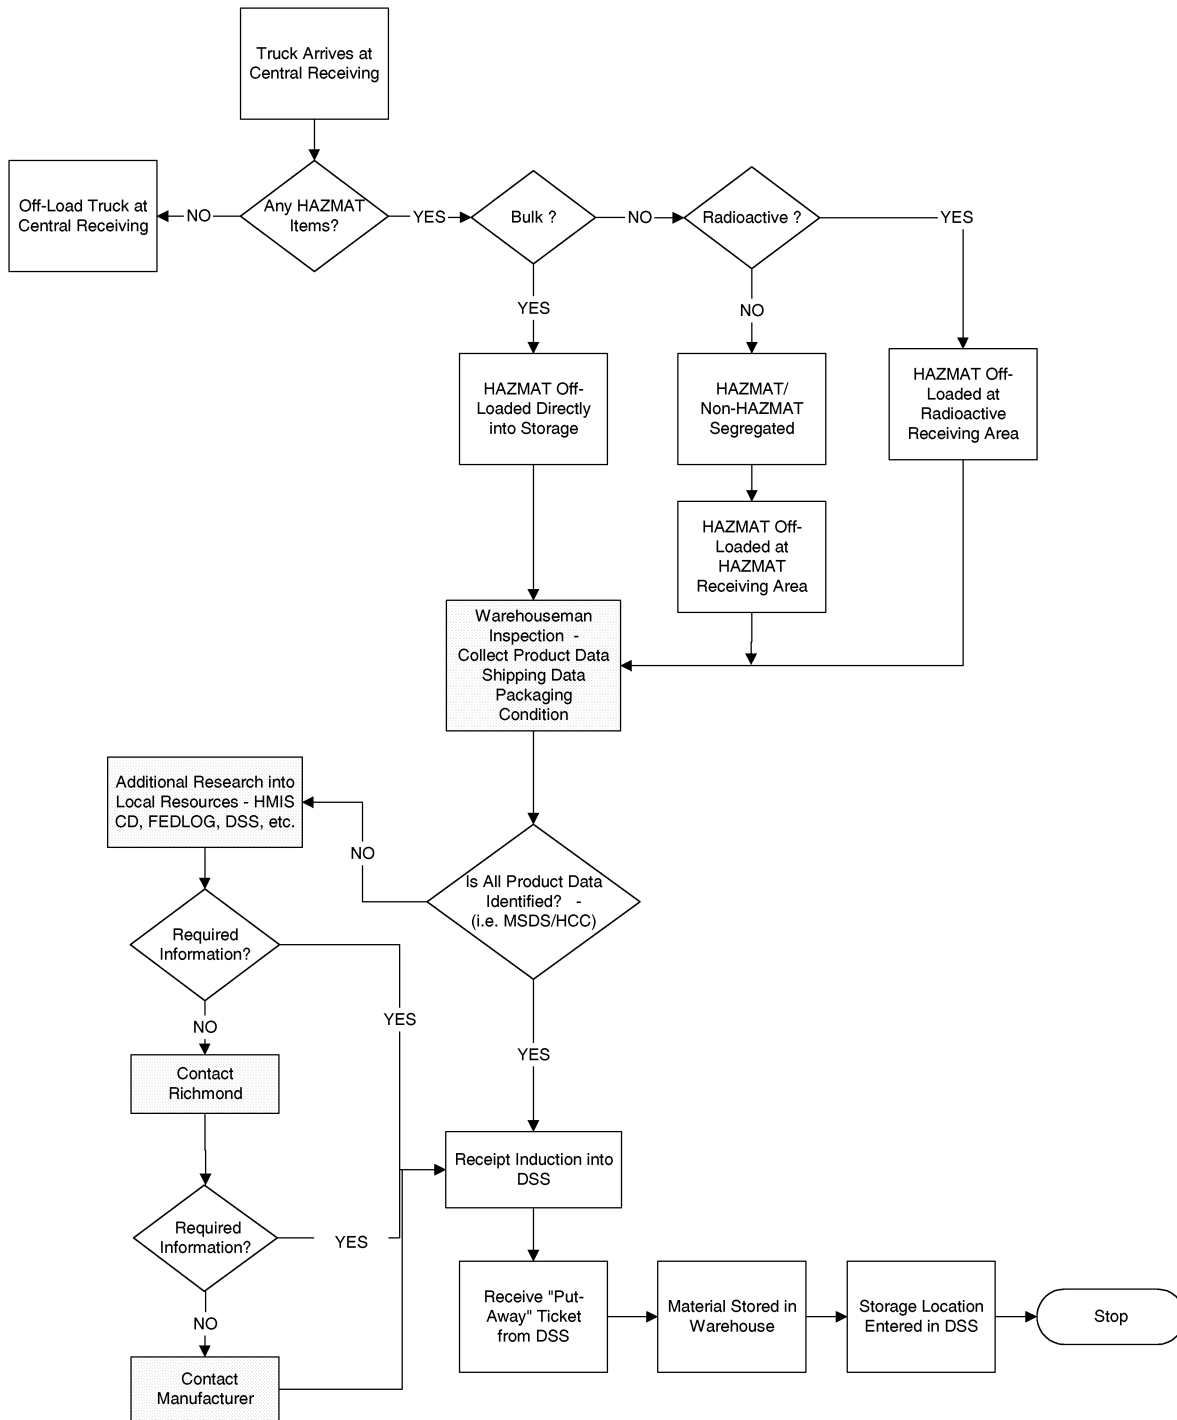 Truck Arrives at
Central Receiving
Off-Load Truck at
Central Receiving
NO
Any HAZMAT
Items?
YES
Bulk ?
NO
Radioactive ?
YES
YES
NO
HAZMAT Off-
Loaded Directly
into Storage
HAZMAT/
Non-HAZMAT
Segregated
HAZMAT Off-
Loaded at
Radioactive
Receiving Area
HAZMAT Off-
Loaded at
HAZMAT
Receiving Area
Warehouseman
Inspection  -
Collect Product Data
Shipping Data
Packaging
Condition
Additional Research into
Local Resources - HMIS
CD, FEDLOG, DSS, etc.
NO
Is All Product Data
Identified?   -
(i.e. MSDS/HCC)
Required
Information?
YES
NO
YES
Contact
Richmond
Receipt Induction into
DSS
Required
Information?
YES
NO
Contact
Manufacturer
Receive "Put-
Away" Ticket
from DSS
Material Stored in
Warehouse
Storage Location
Entered in DSS
Stop